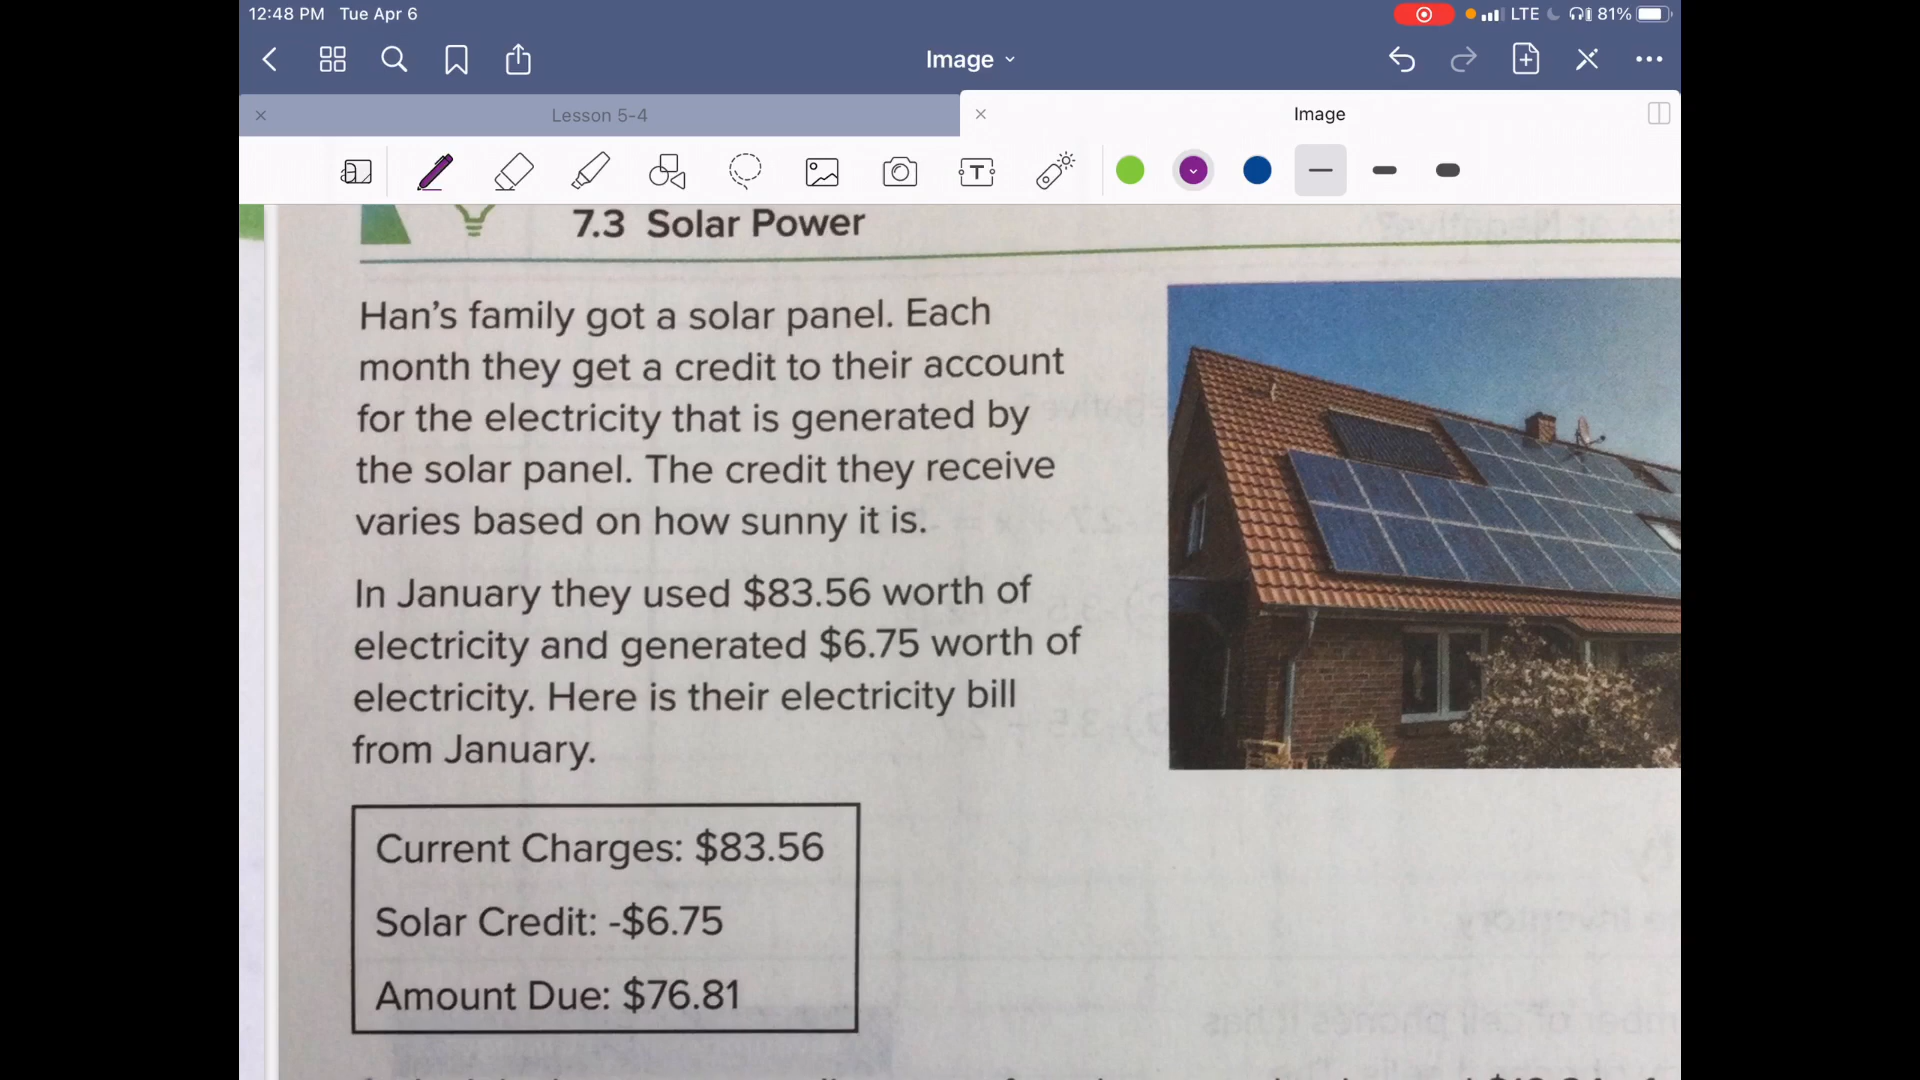 12:48 PM Tue Apr 6
LTE 81%
Image
Lesson 5-4
Image
T
7.3 Solar Power
Han's family got a solar panel. Each
month they get a credit to their account
for the electricity that is generated by
the solar panel. The credit they receive
varies based on how sunny it is.
In January they used $83.56 worth of
electricity and generated $6.75 worth of
electricity. Here is their electricity bill
from January.
Current Charges: $83.56
Solar Credit: -$6.75
Amount Due: $76.81